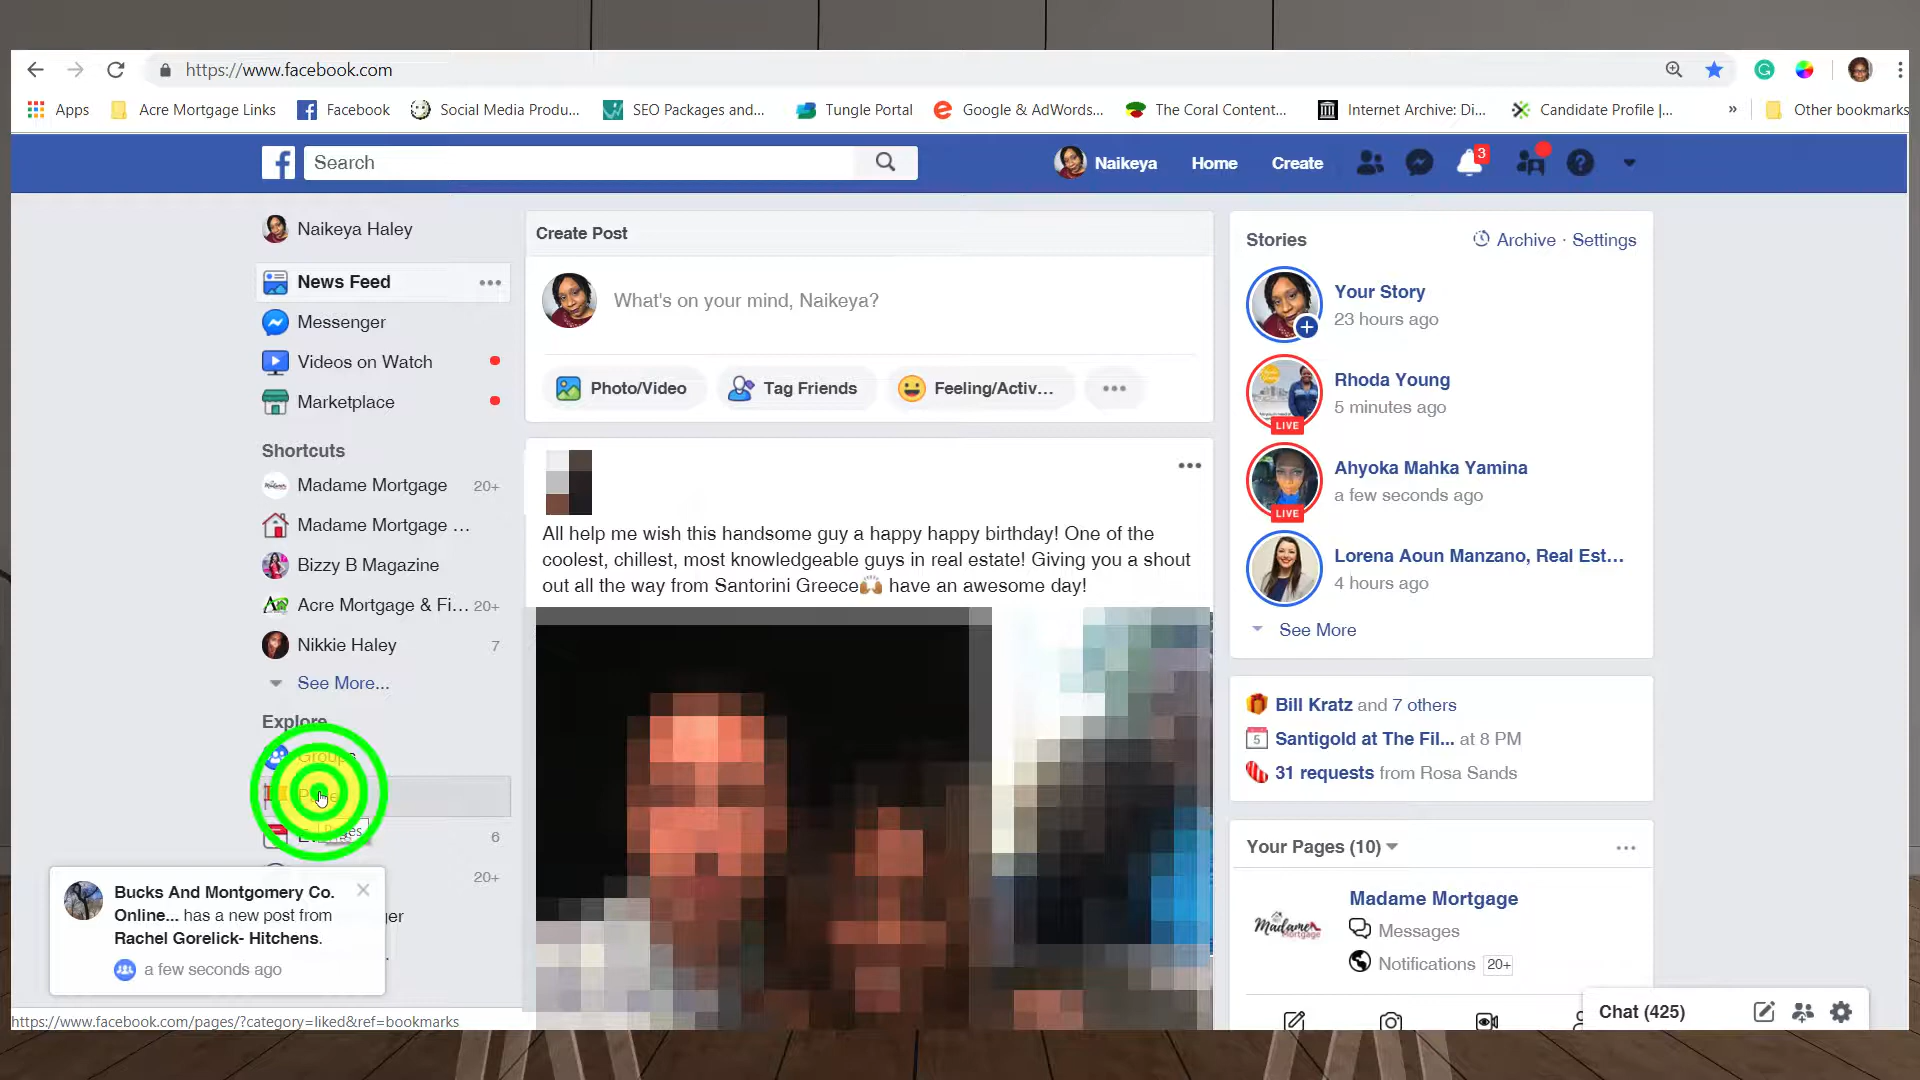 https://www.facebook.com
Apps
Acre Mortgage Links
Facebook
Social Media Produ...
SEO Packages and...
Tungle Portal
Google & AdWords...
The Coral Content...
Internet Archive: Di...
Candidate Profile |...
»
Other bookmarks
Search
Naikeya
Home
Create
3
Naikeya Haley
News Feed
Messenger
Videos on Watch
Marketplace
Shortcuts
Madame Mortgage 20+
Madame Mortgage ...
Bizzy B Magazine
Acre Mortgage & Fi... 20+
Nikkie Haley 7
See More...
Explore
Groups
Pages
6
20+
Bucks And Montgomery Co.
Online... has a new post from
Rachel Gorelick- Hitchens.
a few seconds ago
https://www.facebook.com/pages/?category=liked&ref=bookmarks
Create Post
What's on your mind, Naikeya?
Photo/Video
Tag Friends
Feeling/Activ...
All help me wish this handsome guy a happy happy birthday! One of the
coolest, chillest, most knowledgeable guys in real estate! Giving you a shout
out all the way from Santorini Greece🙌🏽 have an awesome day!
Stories
Archive · Settings
Your Story
23 hours ago
Rhoda Young
5 minutes ago
LIVE
Ahyoka Mahka Yamina
a few seconds ago
LIVE
Lorena Aoun Manzano, Real Est...
4 hours ago
See More
Bill Kratz and 7 others
5
Santigold at The Fil... at 8 PM
31 requests from Rosa Sands
Your Pages (10)
Madame Mortgage
Madame
Mortgage
Messages
Notifications 20+
Chat (425)